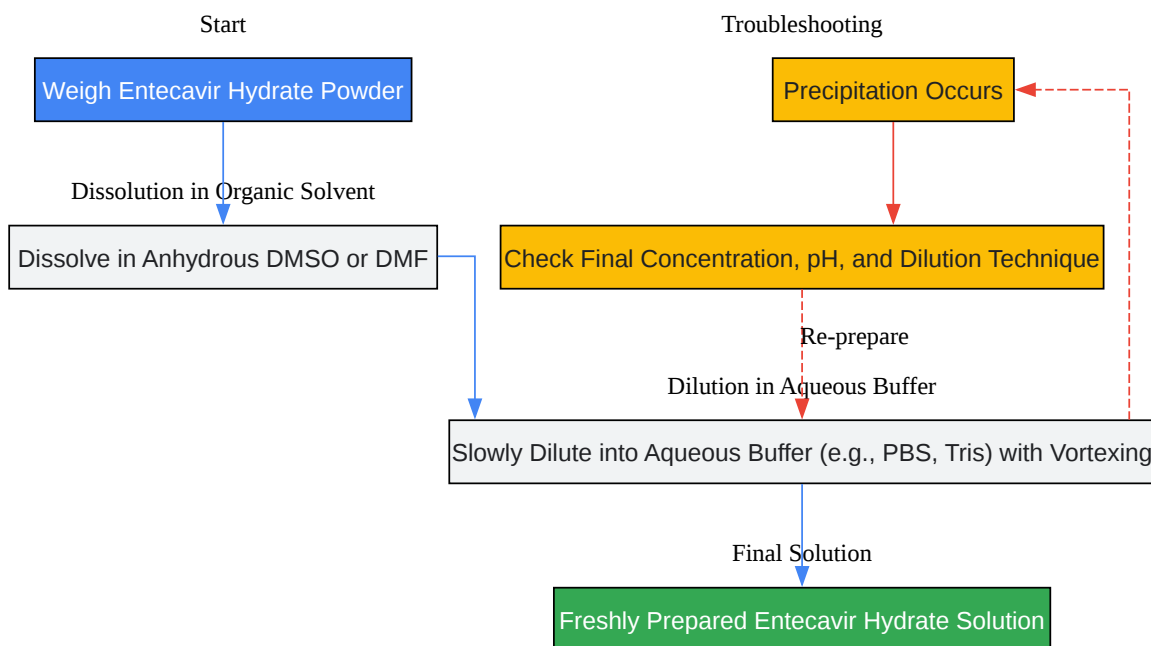 Start
Troubleshooting
Weigh Entecavir Hydrate Powder
Precipitation Occurs
Dissolution in Organic Solvent
Dissolve in Anhydrous DMSO or DMF
Check Final Concentration, pH, and Dilution Technique
Re-prepare
Dilution in Aqueous Buffer
Slowly Dilute into Aqueous Buffer (e.g., PBS, Tris) with Vortexing
Final Solution
Freshly Prepared Entecavir Hydrate Solution